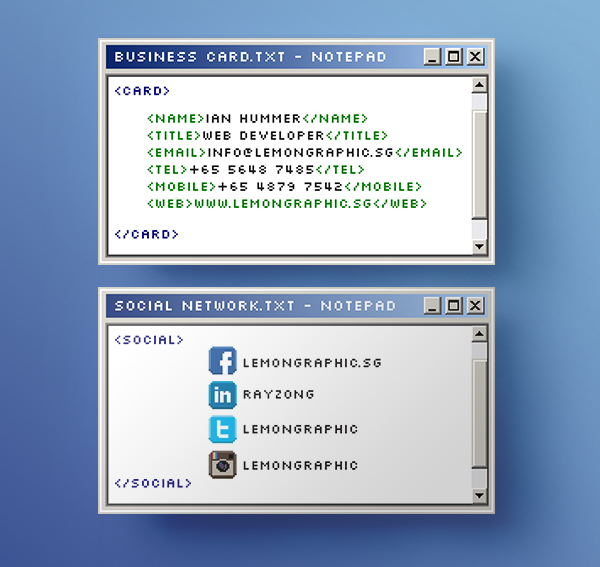 BUSINESS CARD.TXT - NOTEPAD
<CARD>
<NAME>IAN HUMMER</NAME>
<TITLE>WEB DEVELOPER</TITLE>
<EMAIL>INFO@LEMONGRAPHIC.SG</EMAIL>
<TEL>+65 5648 7485</TEL>
<MOBILE>+65 4879 7542</MOBILE>
<WEB>WWW.LEMONGRAPHIC.SG</WEB>
</CARD>
SOCIAL NETWORK.TXT - NOTEPAD
<SOCIAL>
f LEMONGRAPHIC.SG
in RAYZONG
t LEMONGRAPHIC
LEMONGRAPHIC
</SOCIAL>